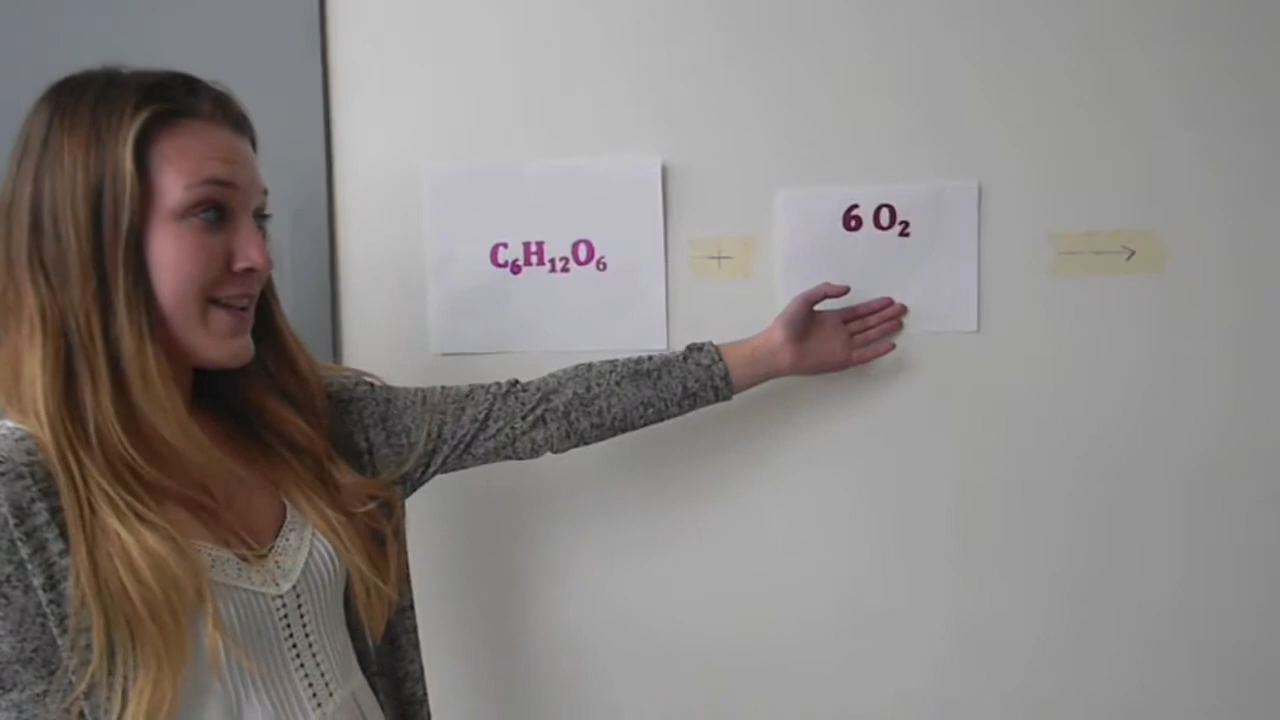 C₆H₁₂O₆ + 6 O₂ →